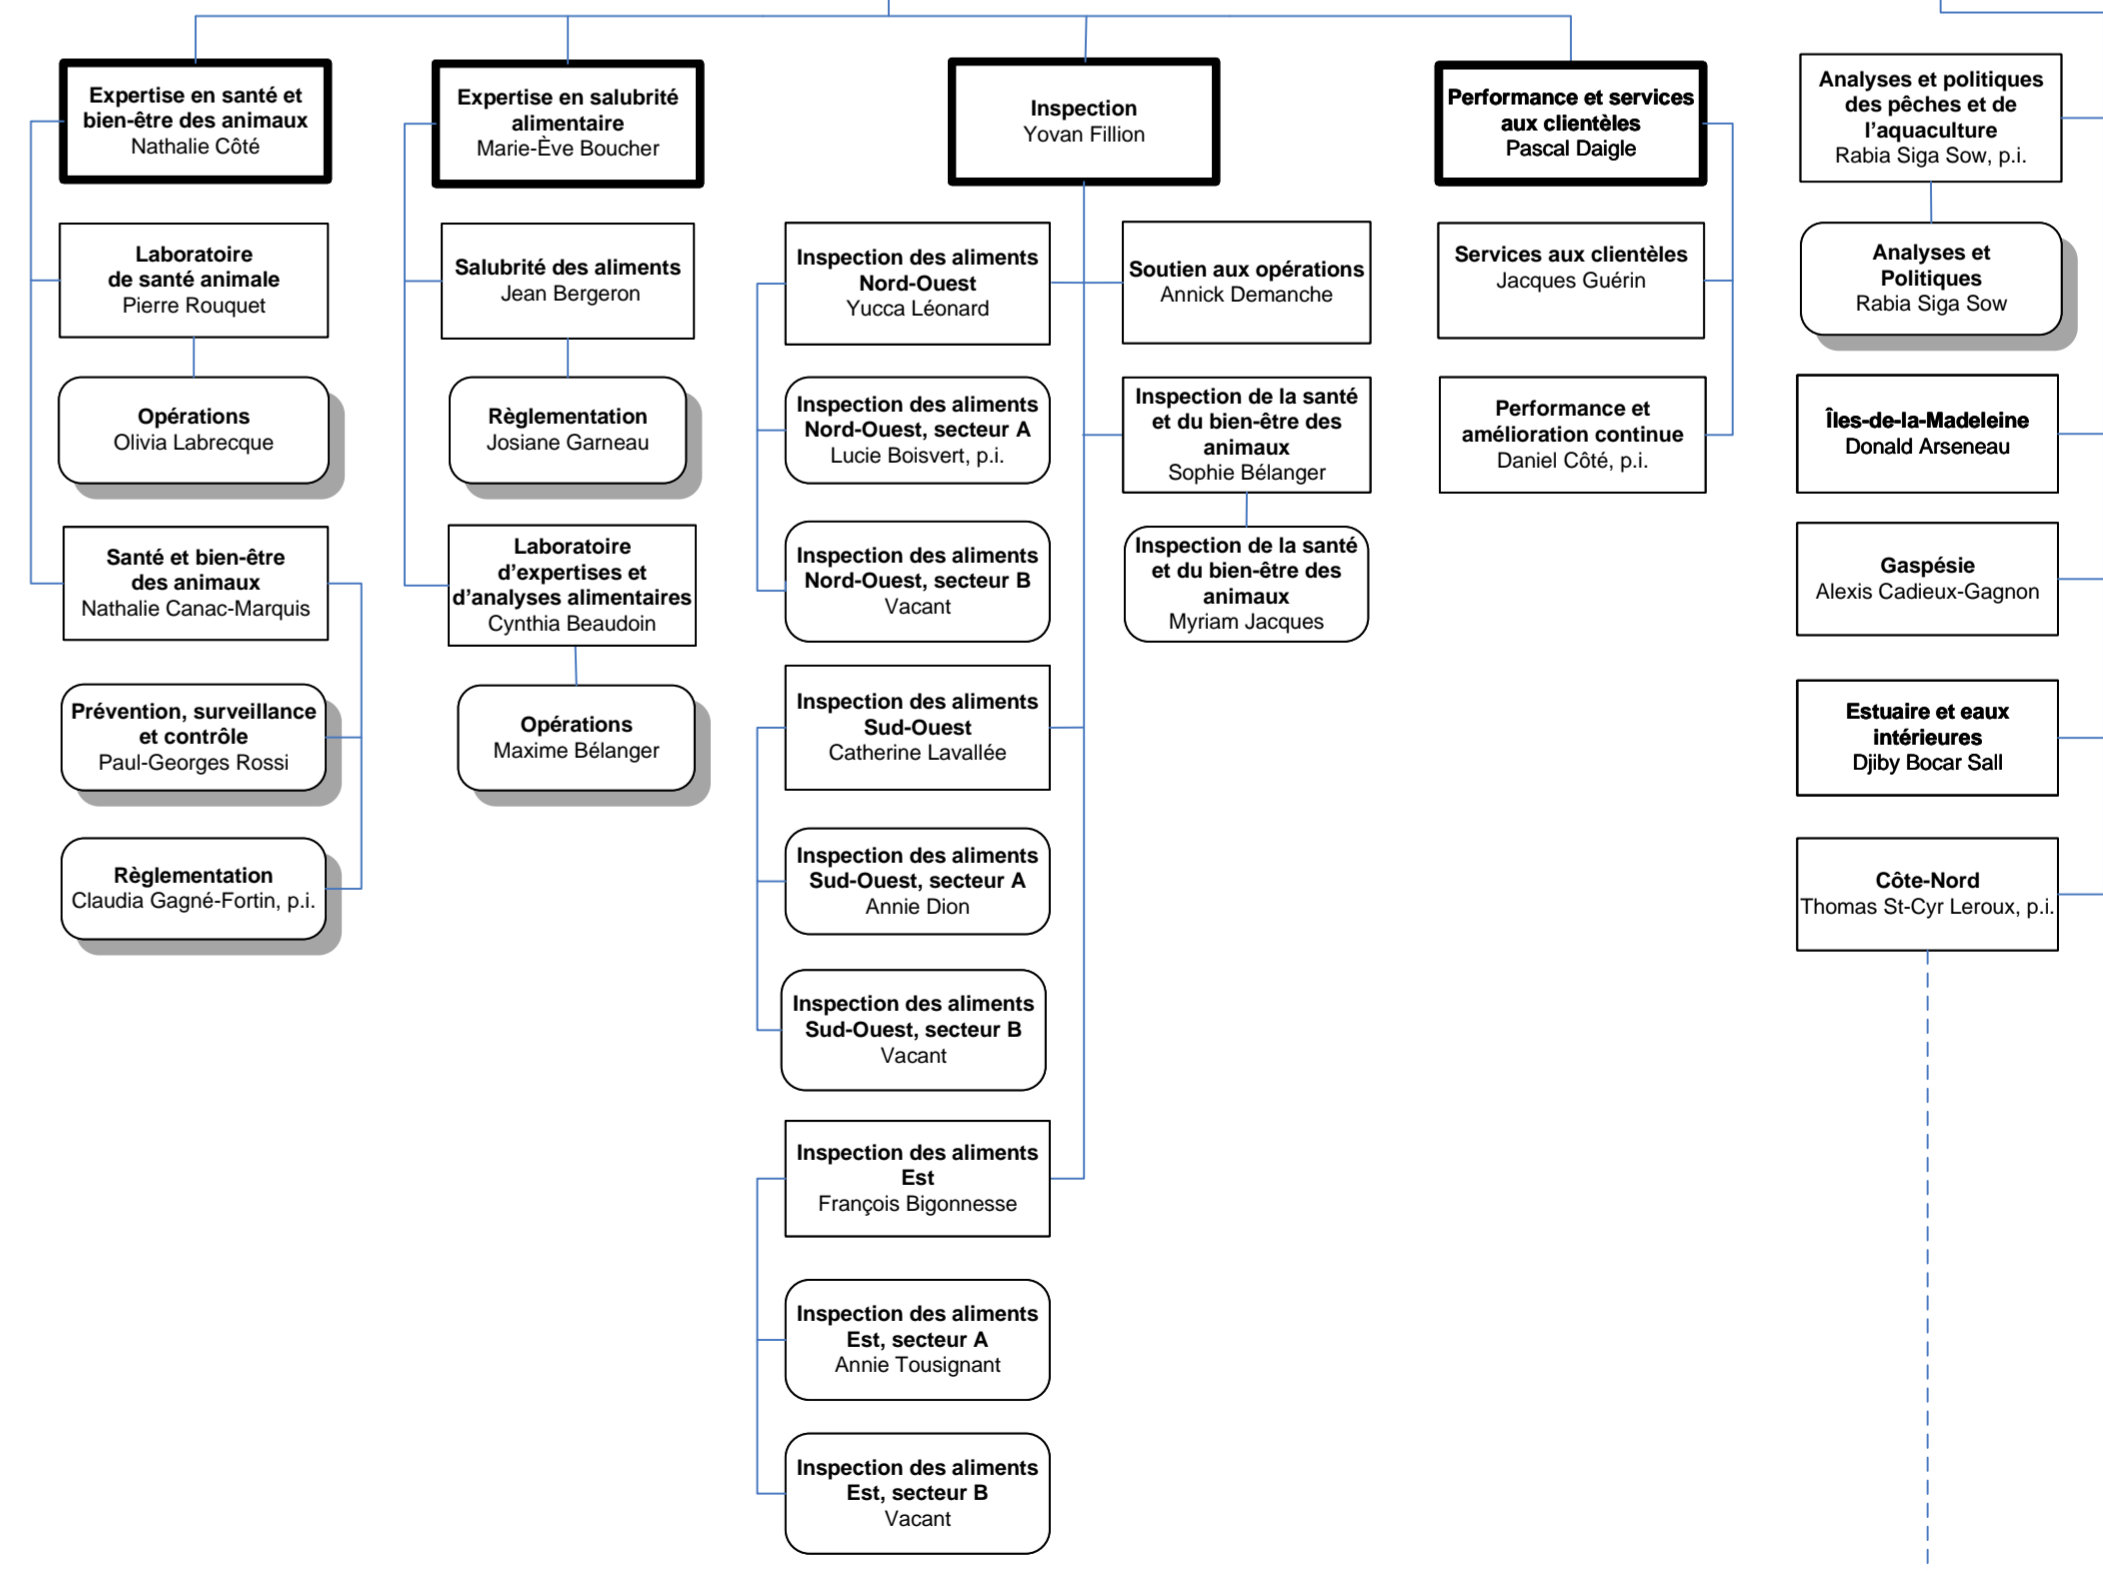 Expertise en santé et
bien-être des animaux
Nathalie Côté
Laboratoire
de santé animale
Pierre Rouquet
Opérations
Olivia Labrecque
Santé et bien-être
des animaux
Nathalie Canac-Marquis
Prévention, surveillance
et contrôle
Paul-Georges Rossi
Règlementation
Claudia Gagné-Fortin, p.i.
Expertise en salubrité
alimentaire
Marie-Ève Boucher
Salubrité des aliments
Jean Bergeron
Règlementation
Josiane Garneau
Laboratoire
d’expertises et
d’analyses alimentaires
Cynthia Beaudoin
Opérations
Maxime Bélanger
Inspection
Yovan Fillion
Inspection des aliments
Nord-Ouest
Yucca Léonard
Inspection des aliments
Nord-Ouest, secteur A
Lucie Boisvert, p.i.
Inspection des aliments
Nord-Ouest, secteur B
Vacant
Inspection des aliments
Sud-Ouest
Catherine Lavallée
Inspection des aliments
Sud-Ouest, secteur A
Annie Dion
Inspection des aliments
Sud-Ouest, secteur B
Vacant
Inspection des aliments
Est
François Bigonnesse
Inspection des aliments
Est, secteur A
Annie Tousignant
Inspection des aliments
Est, secteur B
Vacant
Soutien aux opérations
Annick Demanche
Inspection de la santé
et du bien-être des
animaux
Sophie Bélanger
Inspection de la santé
et du bien-être des
animaux
Myriam Jacques
Performance et services
aux clientèles
Pascal Daigle
Services aux clientèles
Jacques Guérin
Performance et
amélioration continue
Daniel Côté, p.i.
Analyses et politiques
des pêches et de
l’aquaculture
Rabia Siga Sow, p.i.
Analyses et
Politiques
Rabia Siga Sow
Îles-de-la-Madeleine
Donald Arseneau
Gaspésie
Alexis Cadieux-Gagnon
Estuaire et eaux
intérieures
Djiby Bocar Sall
Côte-Nord
Thomas St-Cyr Leroux, p.i.